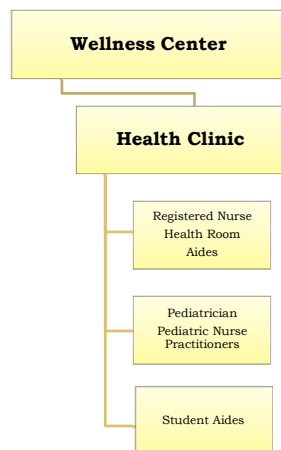 Wellness Center
Health Clinic
Registered Nurse
Health Room
Aides
Pediatrician
Pediatric Nurse
Practitioners
Student Aides